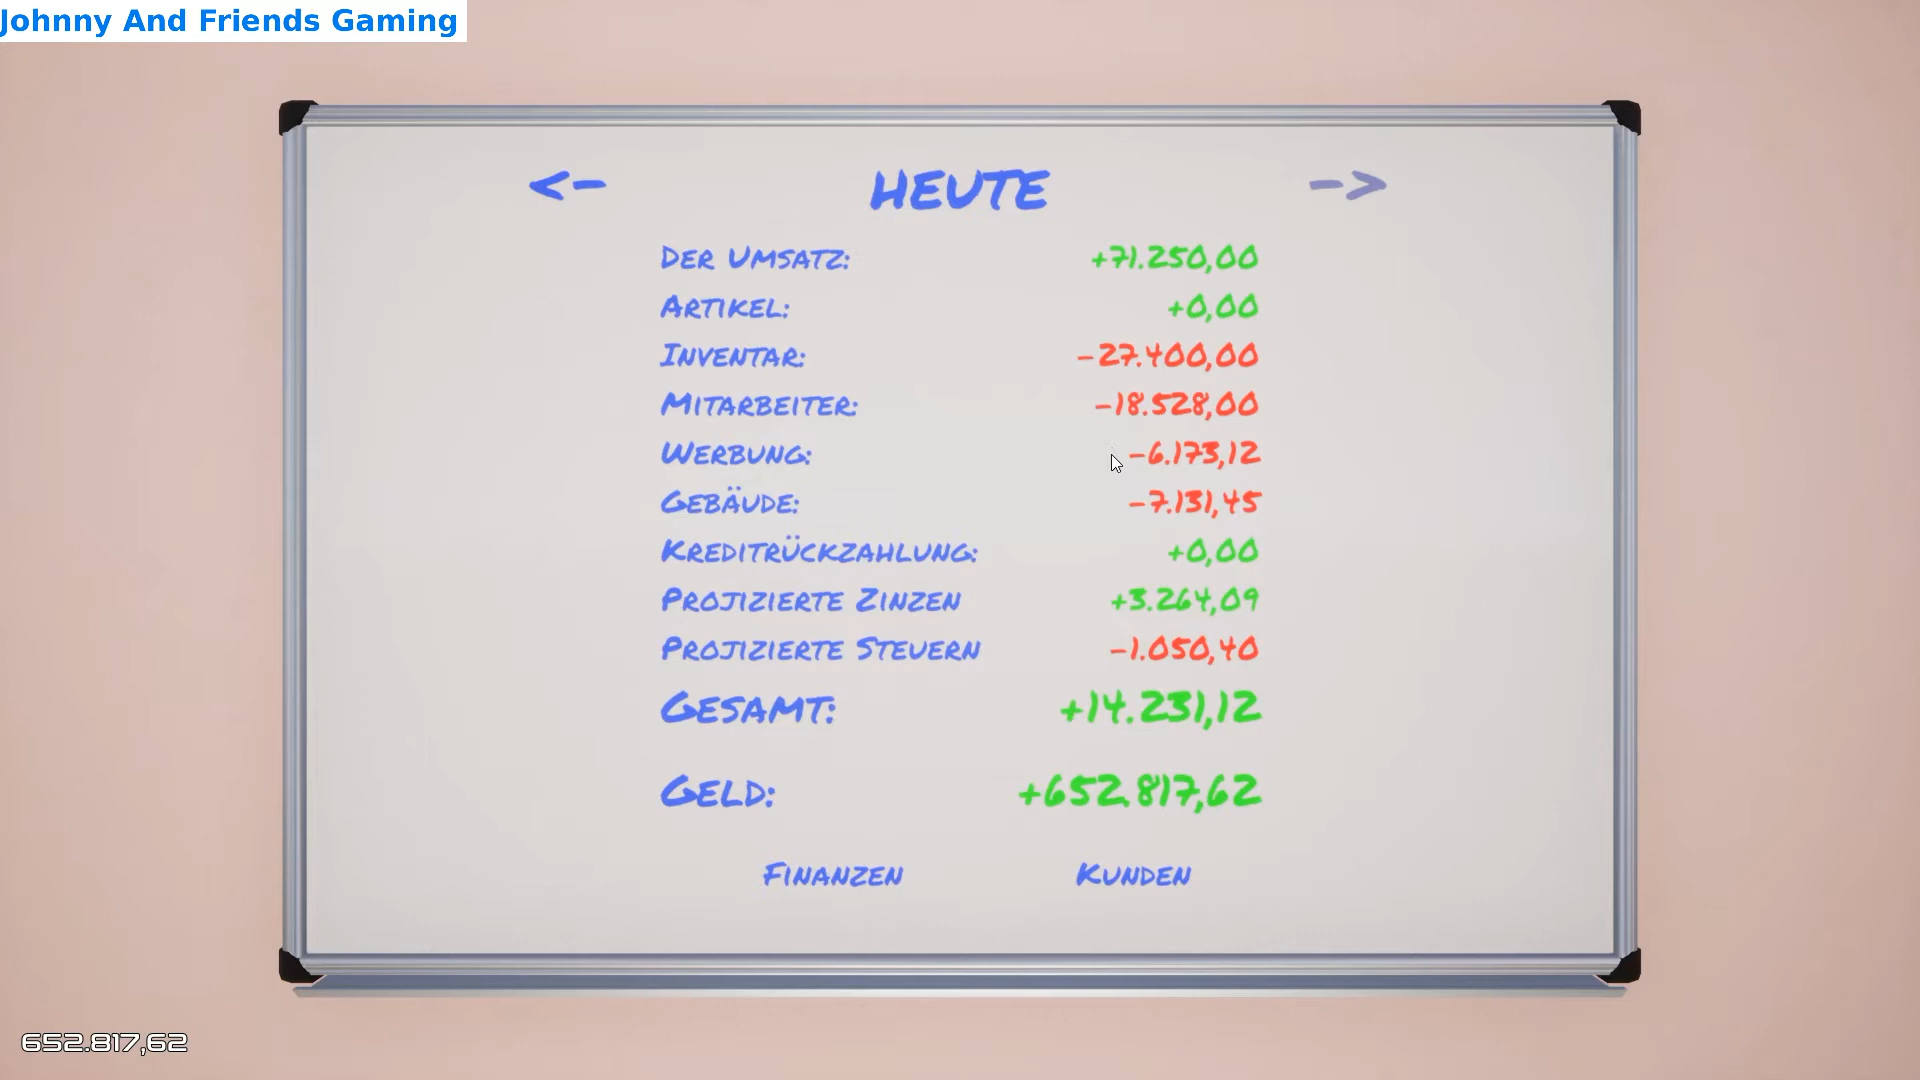 Johnny And Friends Gaming
<- HEUTE ->
Der Umsatz: +71.250,00
Artikel: +0,00
Inventar: -27.400,00
Mitarbeiter: -18.528,00
Werbung: -6.173,12
Gebäude: -7.131,45
Kreditrückzahlung: +0,00
Projizierte Zinzen +3.264,09
Projizierte Steuern -1.050,40
Gesamt: +14.231,12
Geld: +652.817,62
Finanzen Kunden
652.817,62